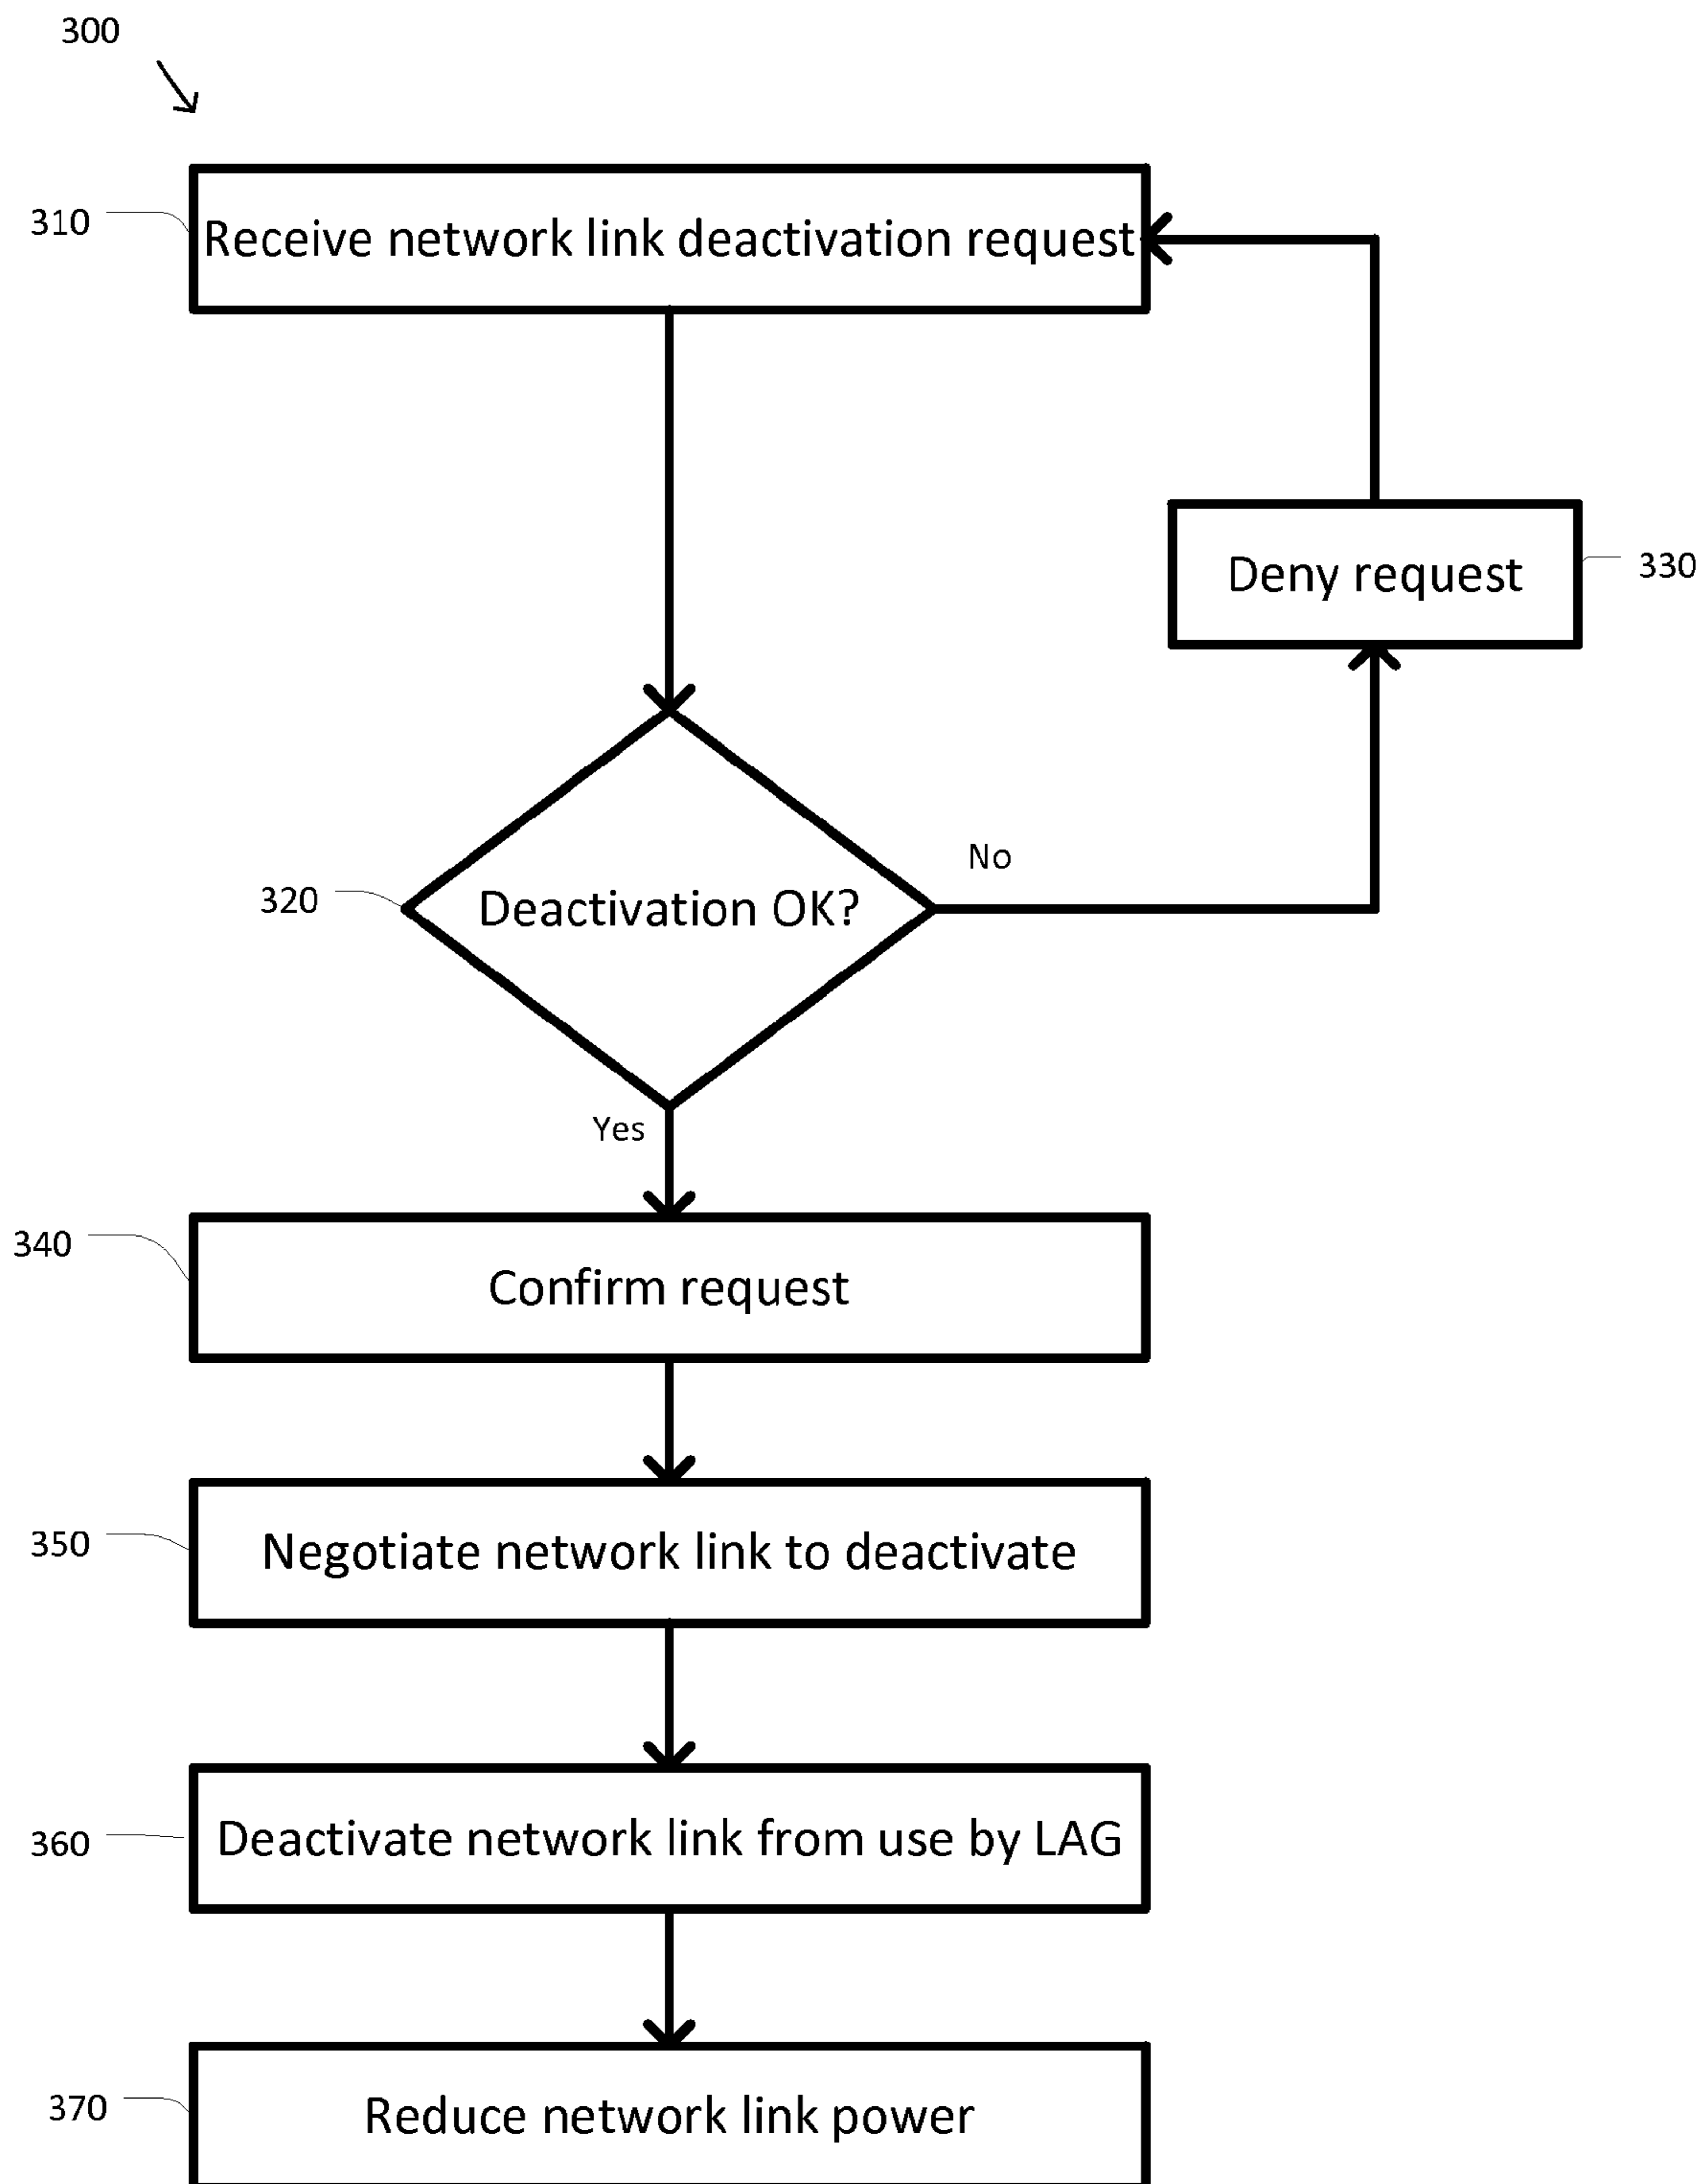 300
310
Receive network link deactivation request
Deny request
330
No
320
Deactivation OK?
Yes
340
Confirm request
350
Negotiate network link to deactivate
360
Deactivate network link from use by LAG
370
Reduce network link power